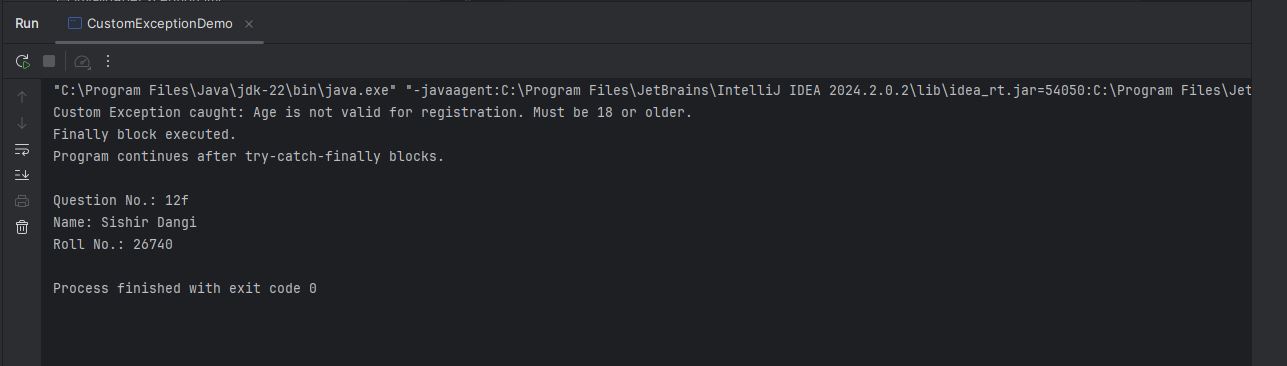 Run CustomExceptionDemo
"C:\Program Files\Java\jdk-22\bin\java.exe" "-javaagent:C:\Program Files\JetBrains\IntelliJ IDEA 2024.2.0.2\lib\idea_rt.jar=54050:C:\Program Files\Jet
Custom Exception caught: Age is not valid for registration. Must be 18 or older.
Finally block executed.
Program continues after try-catch-finally blocks.
Question No.: 12f
Name: Sishir Dangi
Roll No.: 26740
Process finished with exit code 0